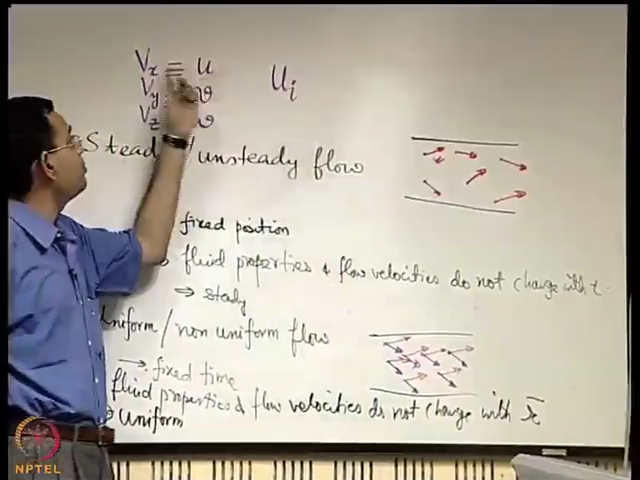 Vx ≡ u
Vy v
Vz w
ui
Steady / unsteady flow
fixed position
fluid properties & flow velocities do not change with t
⇒ steady
Uniform / non uniform flow
→ fixed time
fluid properties & flow velocities do not change with x̄
uniform
NPTEL